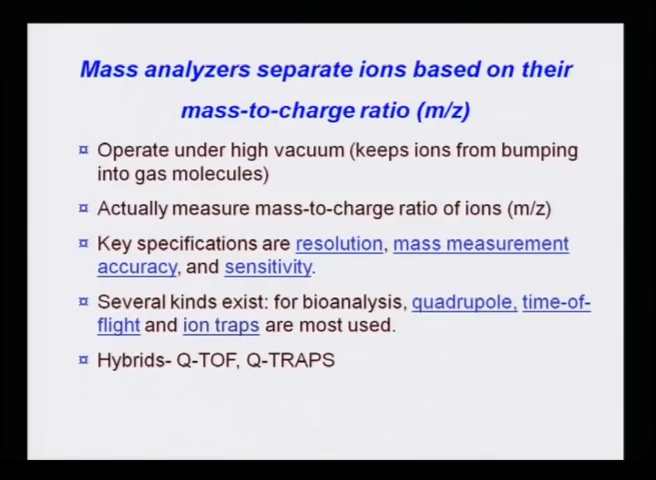 Mass analyzers separate ions based on their
mass-to-charge ratio (m/z)
¤ Operate under high vacuum (keeps ions from bumping
into gas molecules)
¤ Actually measure mass-to-charge ratio of ions (m/z)
¤ Key specifications are resolution, mass measurement
accuracy, and sensitivity.
¤ Several kinds exist: for bioanalysis, quadrupole, time-of-
flight and ion traps are most used.
¤ Hybrids- Q-TOF, Q-TRAPS